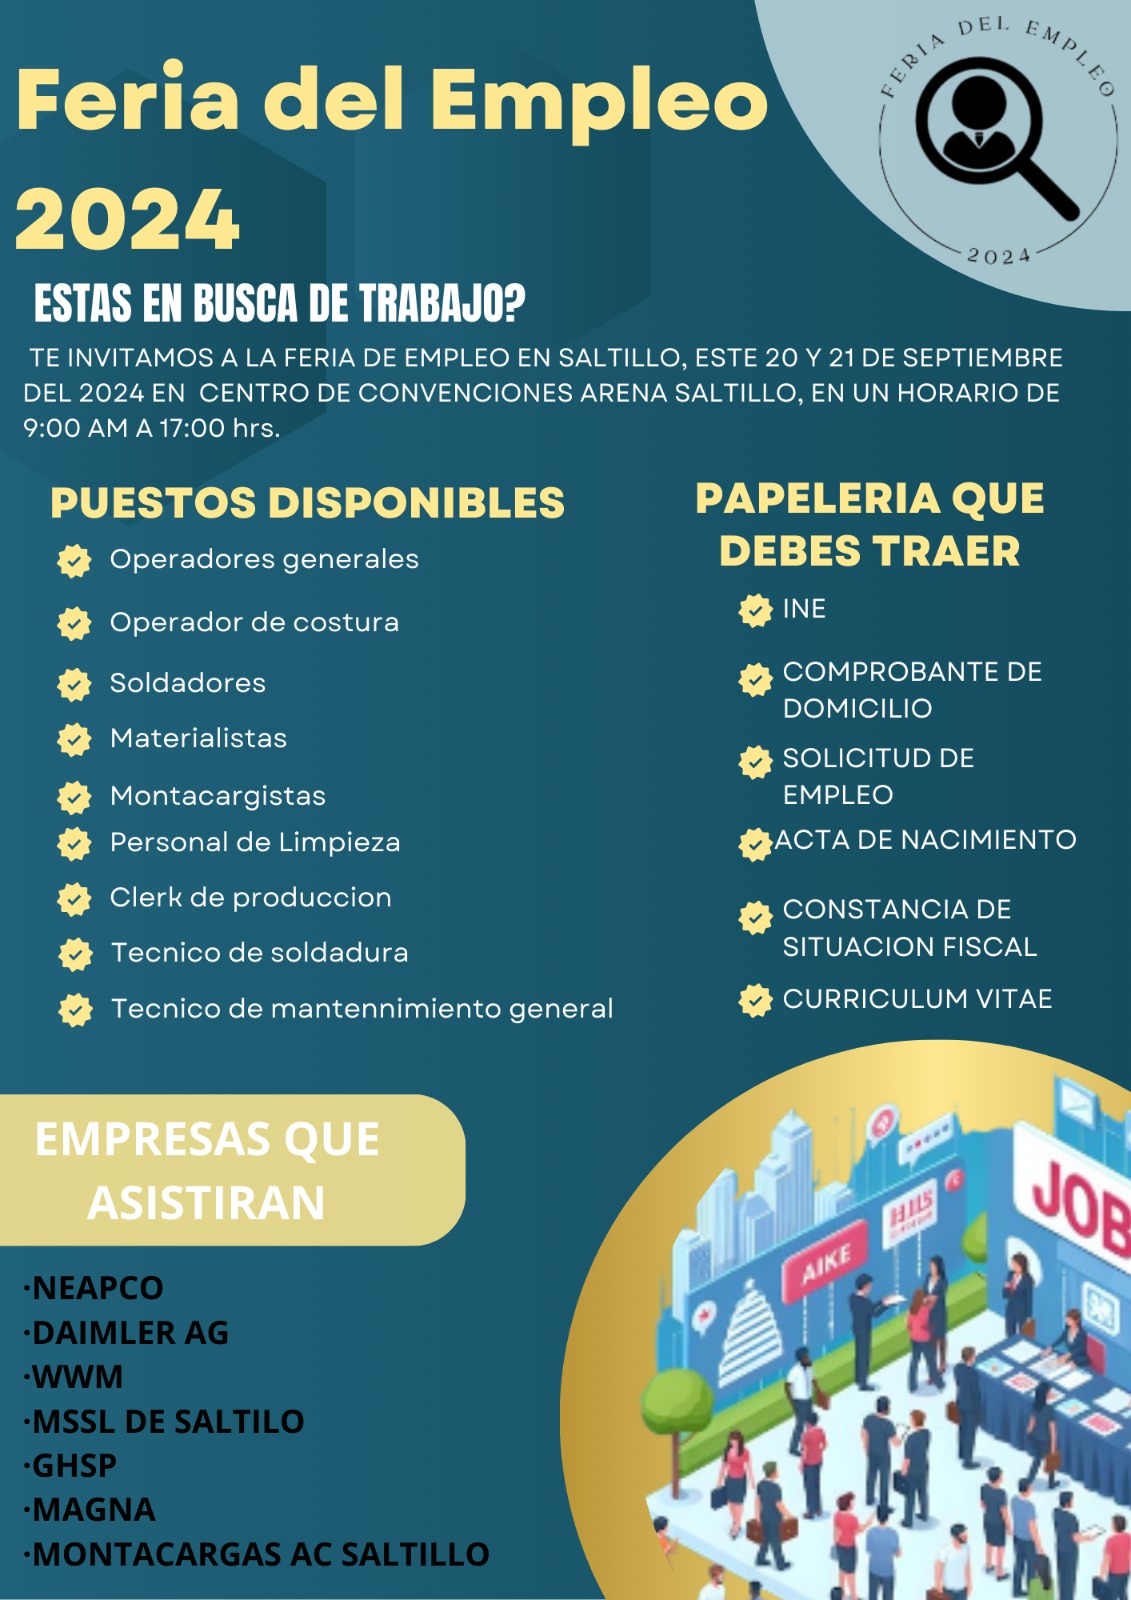 FERIA DEL EMPLEO
2024
Feria del Empleo
2024
ESTAS EN BUSCA DE TRABAJO?
TE INVITAMOS A LA FERIA DE EMPLEO EN SALTILLO, ESTE 20 Y 21 DE SEPTIEMBRE
DEL 2024 EN CENTRO DE CONVENCIONES ARENA SALTILLO, EN UN HORARIO DE
9:00 AM A 17:00 hrs.
PUESTOS DISPONIBLES
Operadores generales
Operador de costura
Soldadores
Materialistas
Montacargistas
Personal de Limpieza
Clerk de produccion
Tecnico de soldadura
Tecnico de mantennimiento general
PAPELERIA QUE
DEBES TRAER
INE
COMPROBANTE DE
DOMICILIO
SOLICITUD DE
EMPLEO
ACTA DE NACIMIENTO
CONSTANCIA DE
SITUACION FISCAL
CURRICULUM VITAE
EMPRESAS QUE
ASISTIRAN
·NEAPCO
·DAIMLER AG
·WWM
·MSSL DE SALTILO
·GHSP
·MAGNA
·MONTACARGAS AC SALTILLO
AIKE
JOB